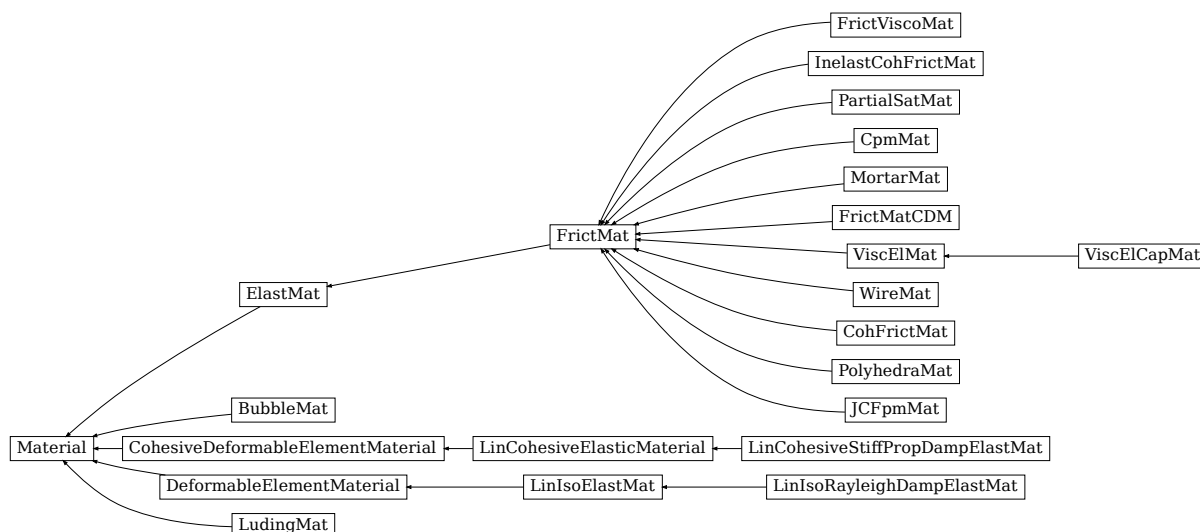 FrictViscoMat
InelastCohFrictMat
PartialSatMat
CpmMat
MortarMat
FrictMatCDM
FrictMat
ViscElMat
ViscElCapMat
ElastMat
WireMat
CohFrictMat
PolyhedraMat
BubbleMat
JCFpmMat
Material
CohesiveDeformableElementMaterial
LinCohesiveElasticMaterial
LinCohesiveStiffPropDampElastMat
DeformableElementMaterial
LinIsoElastMat
LinIsoRayleighDampElastMat
LudingMat